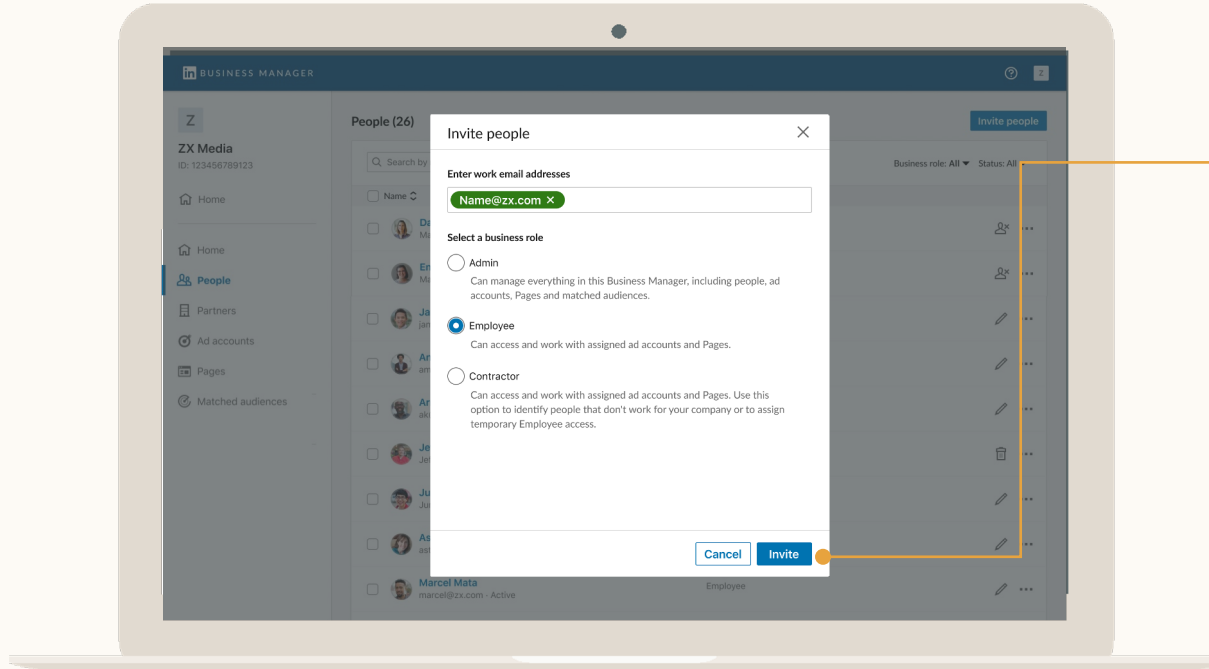 in BUSINESS MANAGER
Z
Z
ZX Media
ID: 123456789123
Home
Home
People
Partners
Ad accounts
Pages
Matched audiences
People (26)
Invite people
Search by
Business role: All Status: All
Name
Invite people
Enter work email addresses
Name@zx.com ×
Select a business role
Admin
Can manage everything in this Business Manager, including people, ad
accounts, Pages and matched audiences.
Employee
Can access and work with assigned ad accounts and Pages.
Contractor
Can access and work with assigned ad accounts and Pages. Use this
option to identify people that don't work for your company or to assign
temporary Employee access.
Cancel
Invite
Marcel Mata
marcel@zx.com - Active
Employee